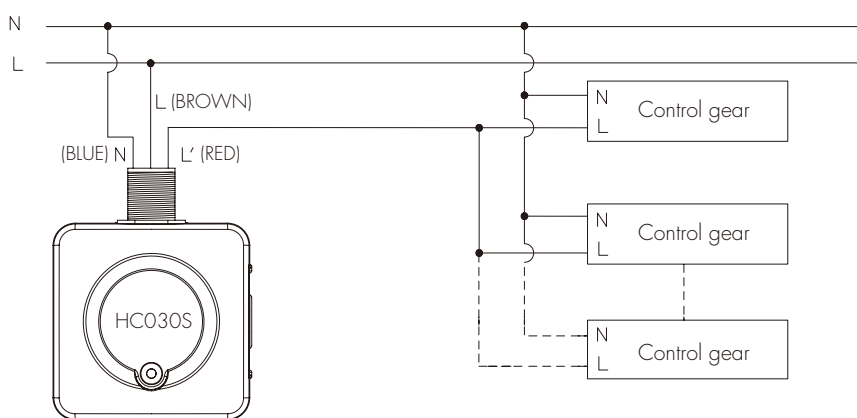 N
L
L (BROWN)
(BLUE) N
L' (RED)
HC030S
N
L
Control gear
N
L
Control gear
N
L
Control gear